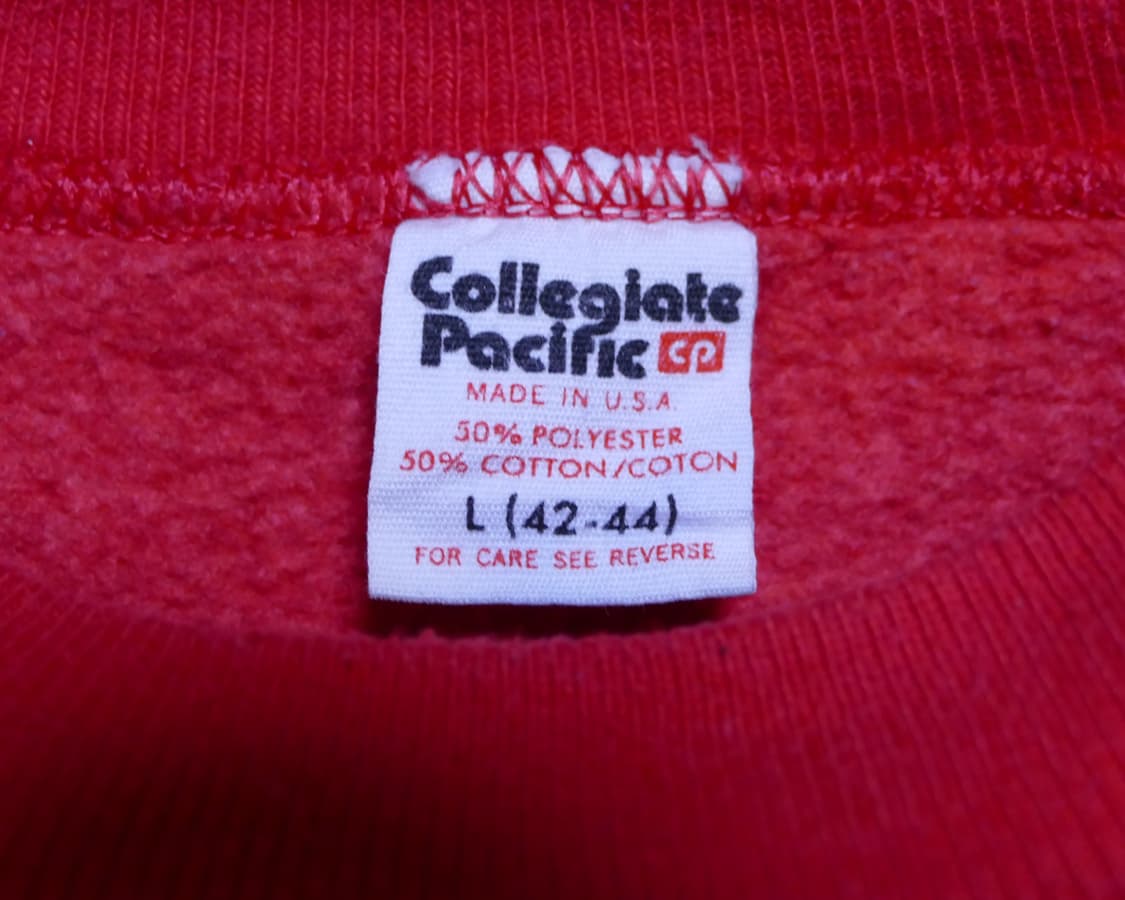 Collegiate
Pacific cp
MADE IN U.S.A.
50% POLYESTER
50% COTTON/COTON
L (42-44)
FOR CARE SEE REVERSE